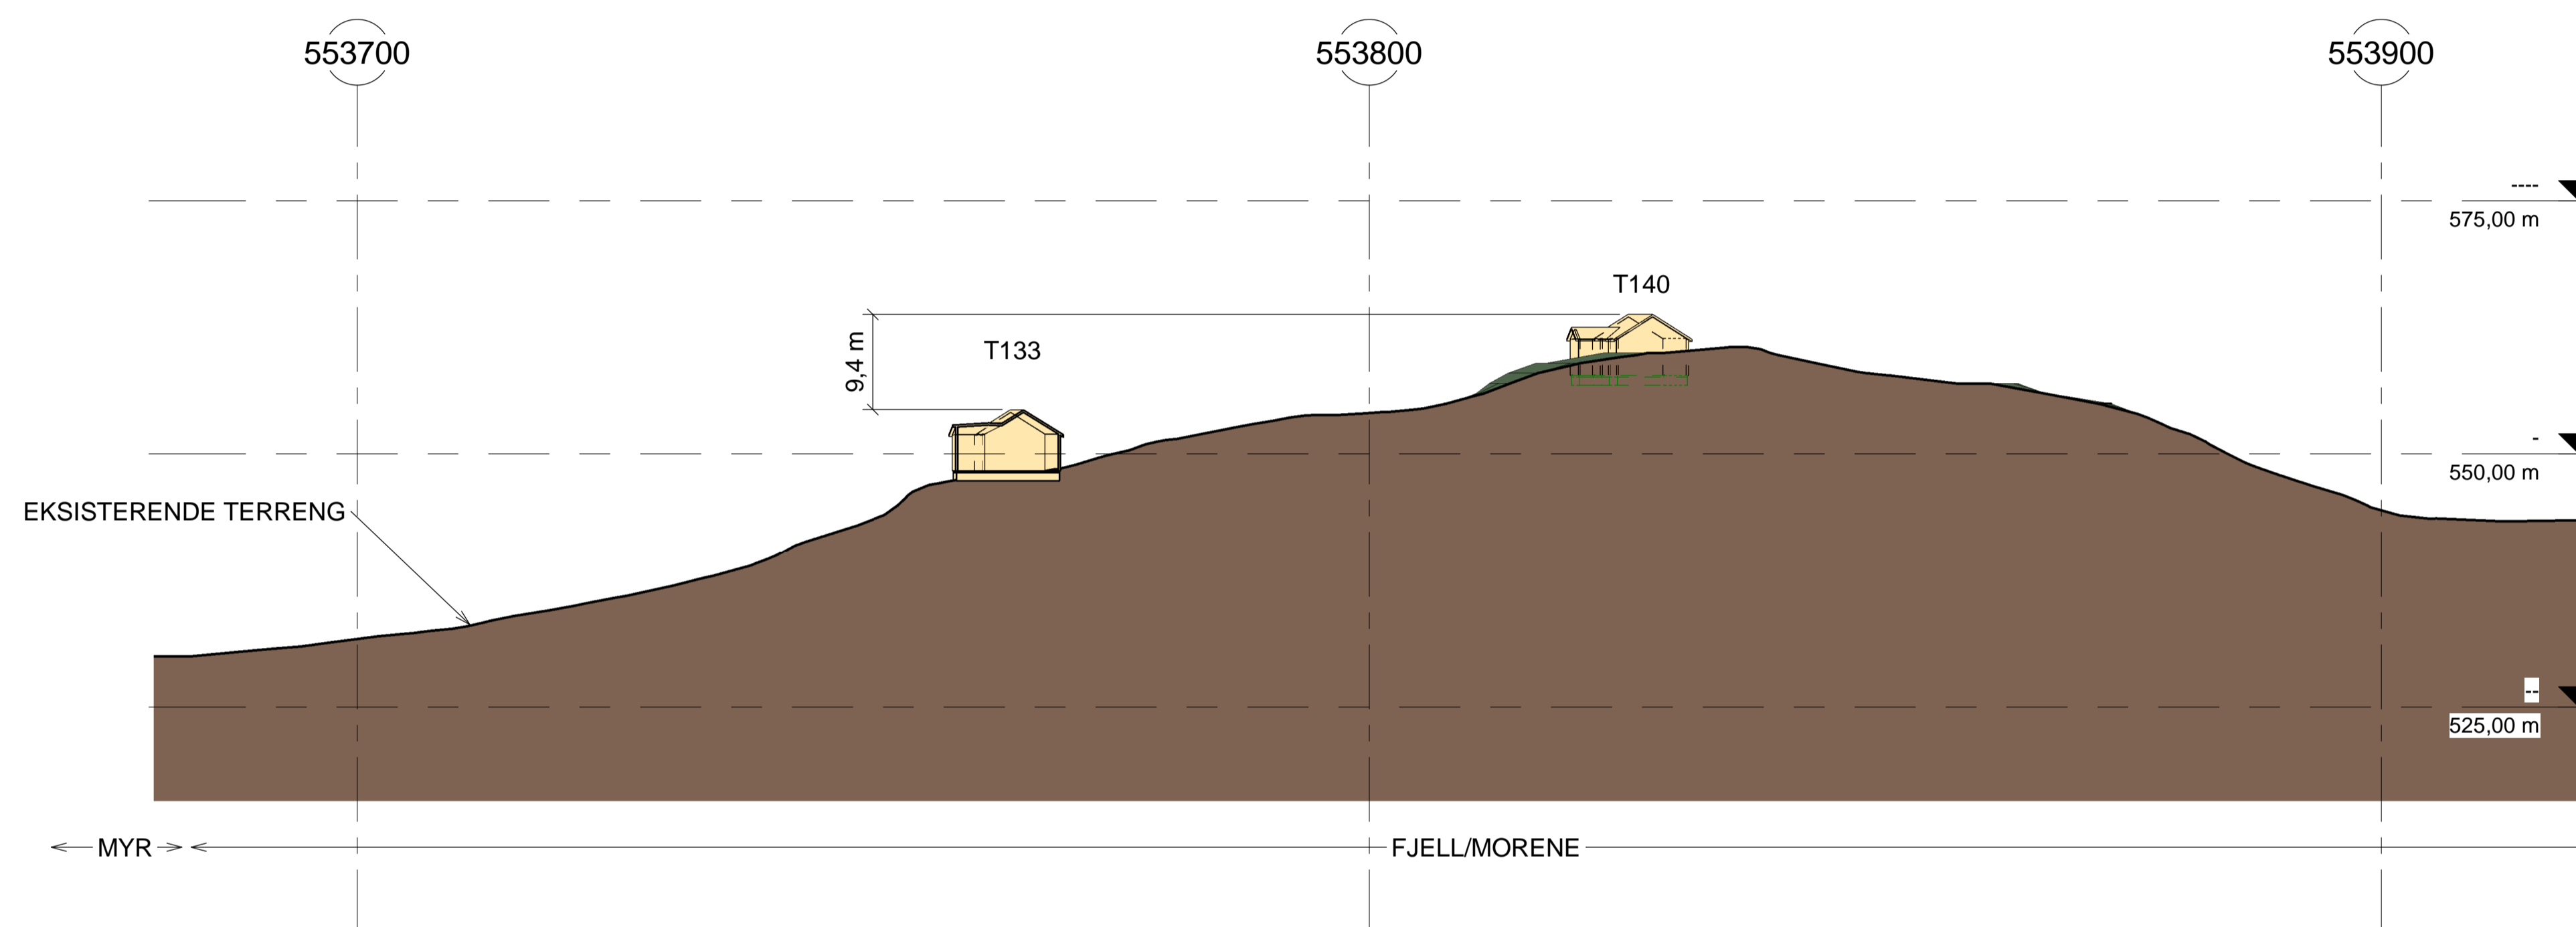 553700
553800
553900
----
575,00 m
T140
T133
9,4 m
-
550,00 m
EKSISTERENDE TERRENG
--
525,00 m
MYR
FJELL/MORENE